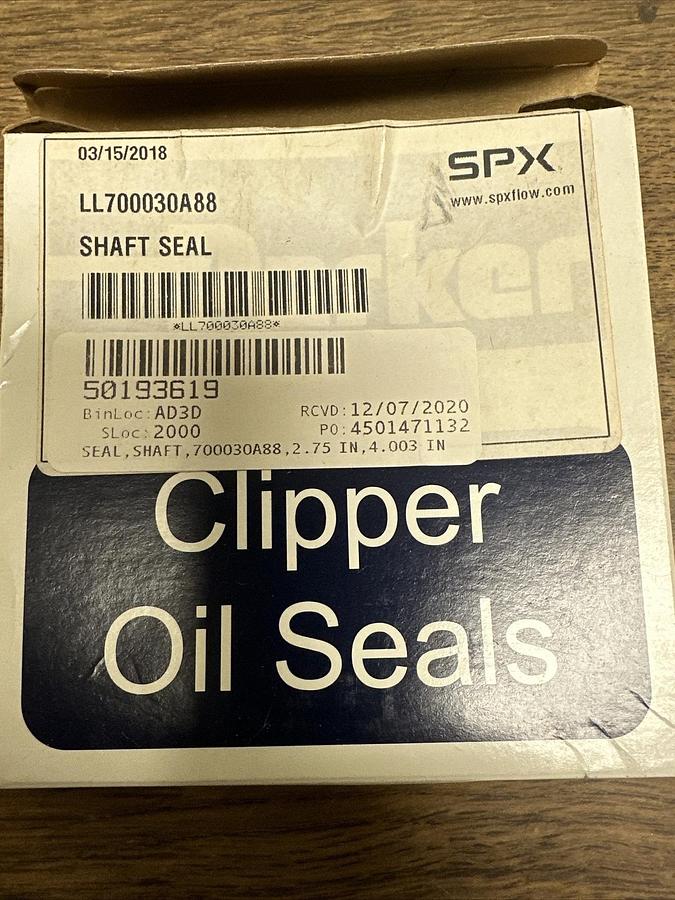 03/15/2018
SPX
www.spxflow.com
LL700030A88
SHAFT SEAL
Parker
*LL700030A88*
50193619
BinLoc: AD3D RCVD: 12/07/2020
SLoc: 2000 PO: 4501471132
SEAL,SHAFT,700030A88,2.75 IN,4.003 IN
Clipper
Oil Seals